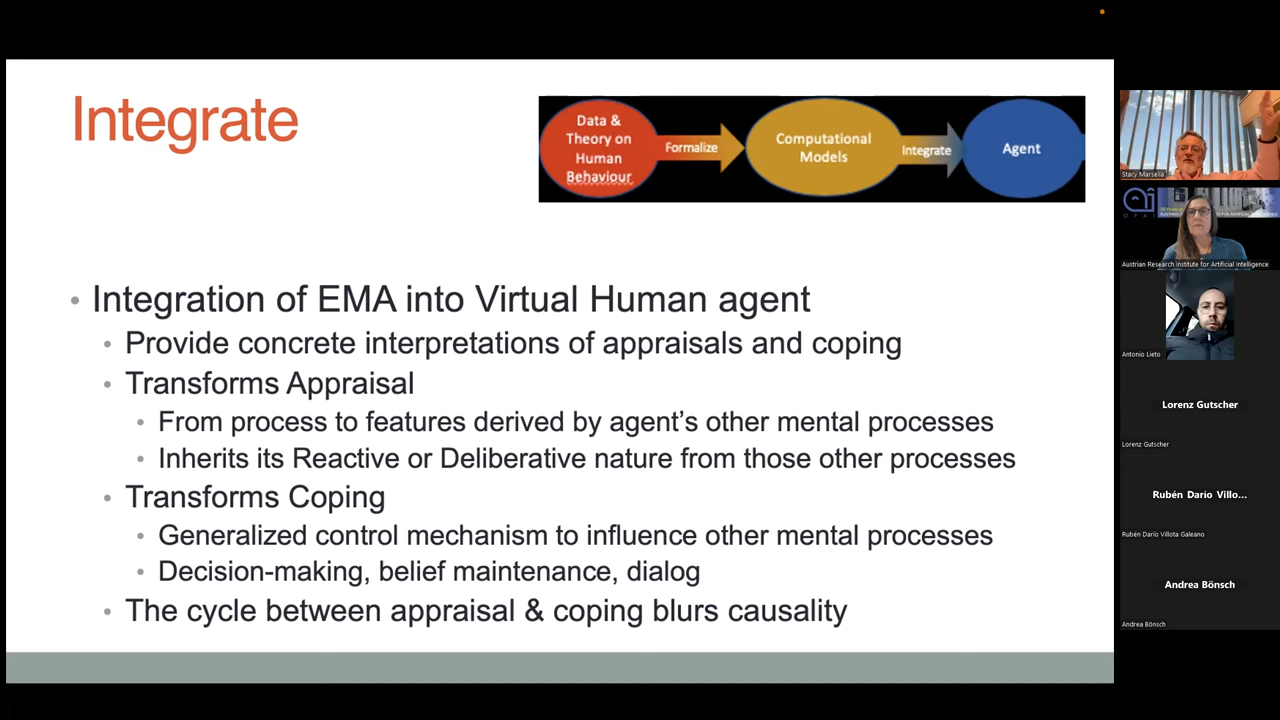 Integrate
Data &
Theory on
Human
Behaviour
Formalize
Computational
Models
Integrate
Agent
• Integration of EMA into Virtual Human agent
• Provide concrete interpretations of appraisals and coping
• Transforms Appraisal
• From process to features derived by agent's other mental processes
• Inherits its Reactive or Deliberative nature from those other processes
• Transforms Coping
• Generalized control mechanism to influence other mental processes
• Decision-making, belief maintenance, dialog
• The cycle between appraisal & coping blurs causality
Stacy Marsella
Austrian Research Institute for Artificial Intelligence
Antonio Lieto
Lorenz Gutscher
Lorenz Gutscher
Rubén Darío Villo...
Rubén Darío Villota Galeano
Andrea Bönsch
Andrea Bönsch